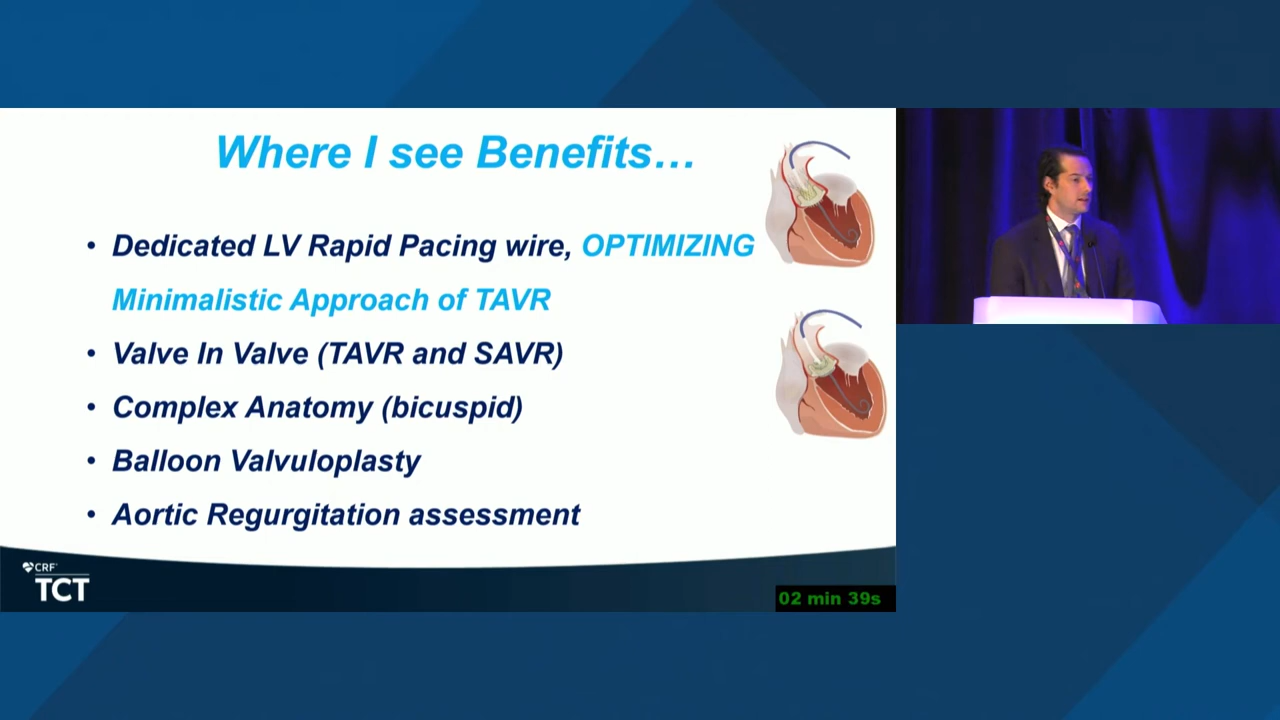 Where I see Benefits…
• Dedicated LV Rapid Pacing wire, OPTIMIZING
Minimalistic Approach of TAVR
• Valve In Valve (TAVR and SAVR)
• Complex Anatomy (bicuspid)
• Balloon Valvuloplasty
• Aortic Regurgitation assessment
CRF
TCT
02 min 39s